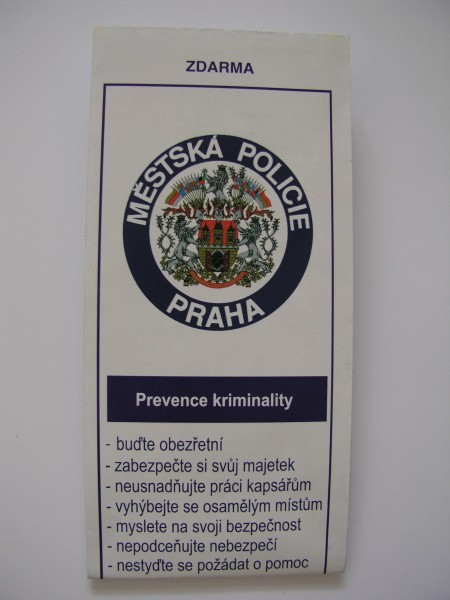 ZDARMA
MĚSTSKÁ POLICIE
PRAHA
Prevence kriminality
- buďte obezřetní
- zabezpečte si svůj majetek
- neusnadňujte práci kapsářům
- vyhýbejte se osamělým místům
- myslete na svoji bezpečnost
- nepodceňujte nebezpečí
- nestyďte se požádat o pomoc